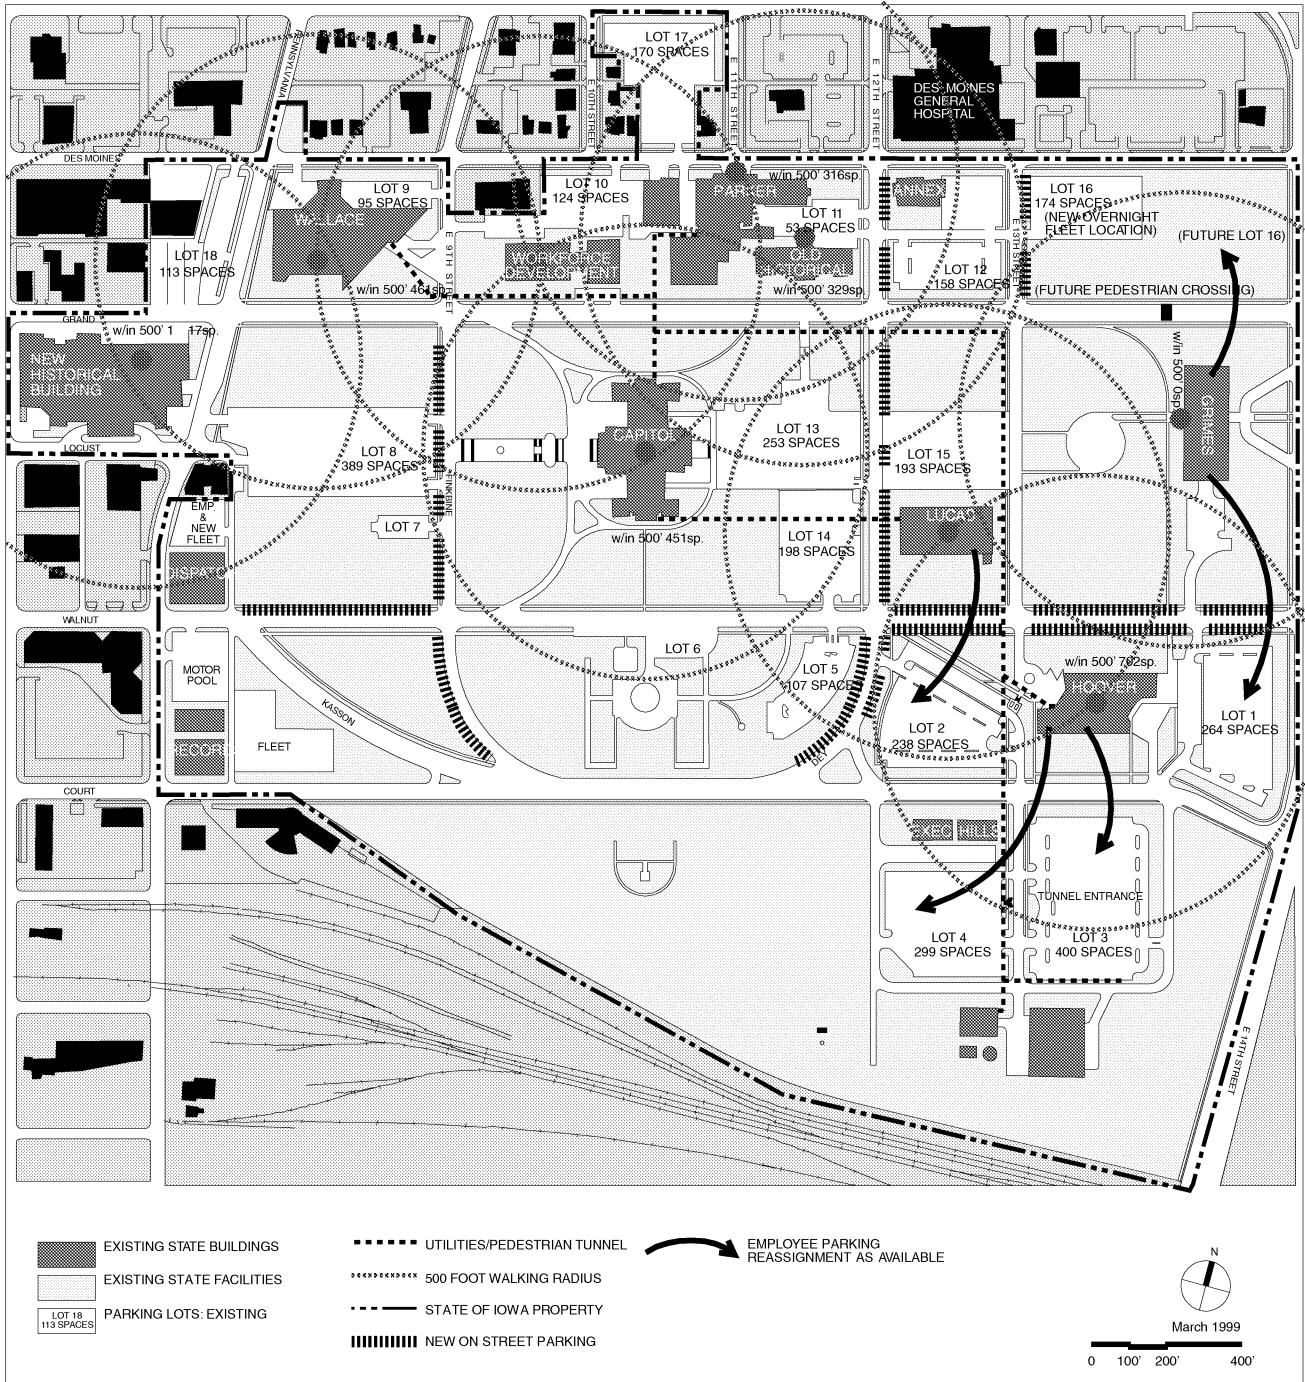 LOT 17
170 SPACES
PENNSYLVANIA
E 10TH STREET
E 11TH STREET
E 12TH STREET
DES MOINES
GENERAL
HOSPITAL
DES MOINES
LOT 9
95 SPACES
WALLACE
LOT 10
124 SPACES
PARKER
w/in 500' 316sp.
LOT 11
53 SPACES
ANNEX
LOT 16
174 SPACES
(NEW OVERNIGHT
FLEET LOCATION)
(FUTURE LOT 16)
E 13TH STREET
E 9TH STREET
LOT 18
113 SPACES
WORKFORCE
DEVELOPMENT
OLD
HISTORICAL
LOT 12
158 SPACES
w/in 500' 461sp.
w/in 500' 329sp.
(FUTURE PEDESTRIAN CROSSING)
GRAND
w/in 500' 1 17sp.
NEW
HISTORICAL
BUILDING
w/in 500' 0sp.
GRIMES
CAPITOL
LOT 13
253 SPACES
LOCUST
LOT 8
389 SPACES
LOT 15
193 SPACES
FINKBINE
EMP.
&
NEW
FLEET
LOT 7
LUCAS
w/in 500' 451sp.
LOT 14
198 SPACES
DISPATC
WALNUT
MOTOR
POOL
LOT 6
LOT 5
107 SPACES
w/in 500' 702sp.
HOOVER
KASSON
LOT 2
238 SPACES
LOT 1
264 SPACES
RECOR
FLEET
DEY
COURT
EXEC HILLS
TUNNEL ENTRANCE
LOT 4
299 SPACES
LOT 3
400 SPACES
E 14TH STREET
EXISTING STATE BUILDINGS
EXISTING STATE FACILITIES
LOT 18
113 SPACES
PARKING LOTS: EXISTING
UTILITIES/PEDESTRIAN TUNNEL
500 FOOT WALKING RADIUS
STATE OF IOWA PROPERTY
NEW ON STREET PARKING
EMPLOYEE PARKING
REASSIGNMENT AS AVAILABLE
N
March 1999
0 100' 200' 400'